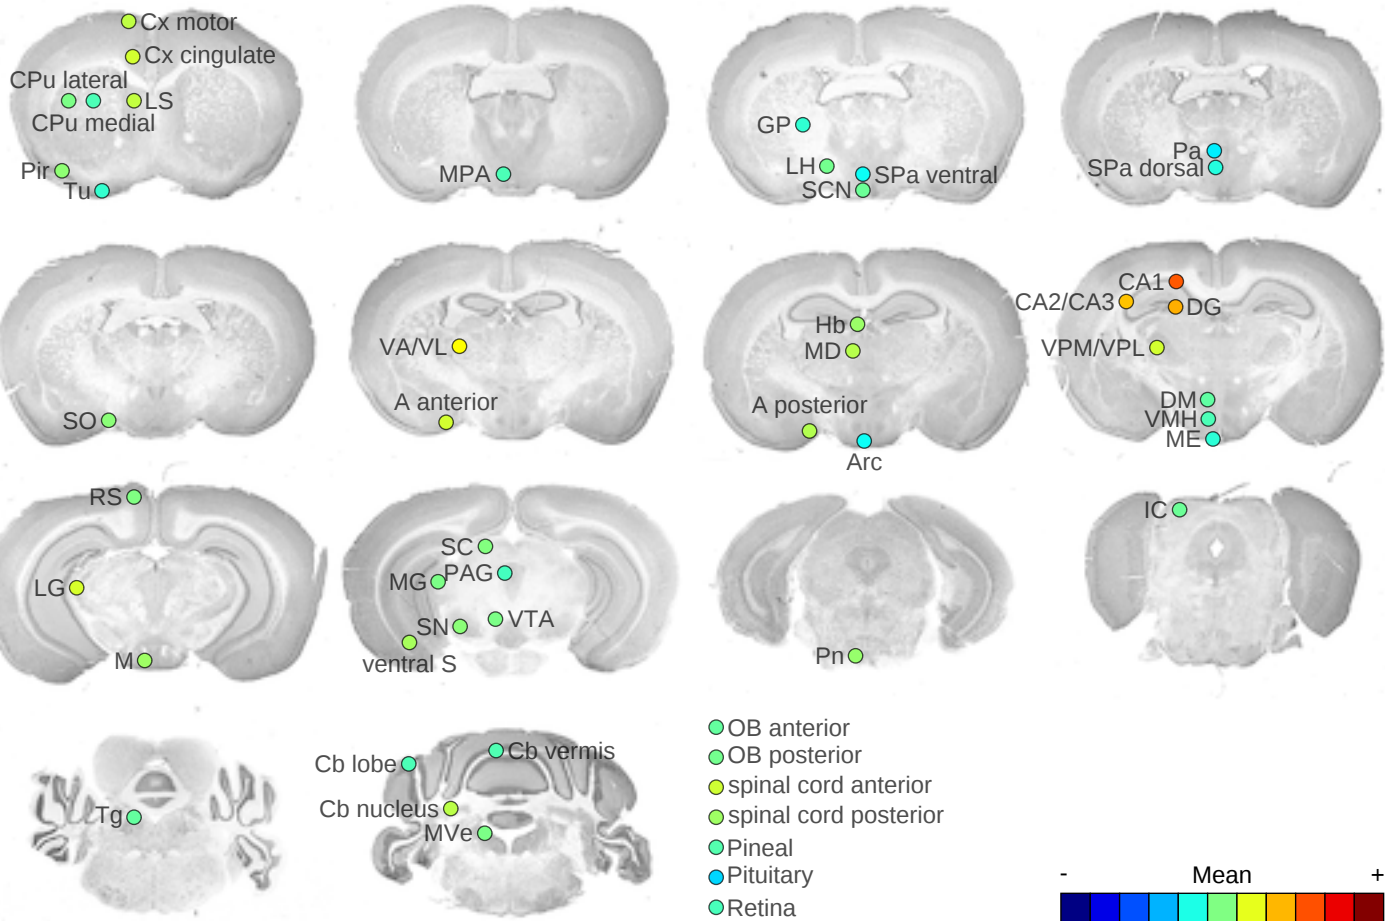 Cx motor
Cx cingulate
CPu lateral
LS
CPu medial
Pir
Tu
MPA
GP
LH
SPa ventral
SCN
Pa
SPa dorsal
SO
VA/VL
A anterior
Hb
MD
A posterior
Arc
CA1
CA2/CA3
DG
VPM/VPL
DM
VMH
ME
RS
LG
M
SC
MG
PAG
SN
VTA
ventral S
Pn
IC
Tg
Cb lobe
Cb vermis
Cb nucleus
MVe
OB anterior
OB posterior
spinal cord anterior
spinal cord posterior
Pineal
Pituitary
Retina
- Mean +